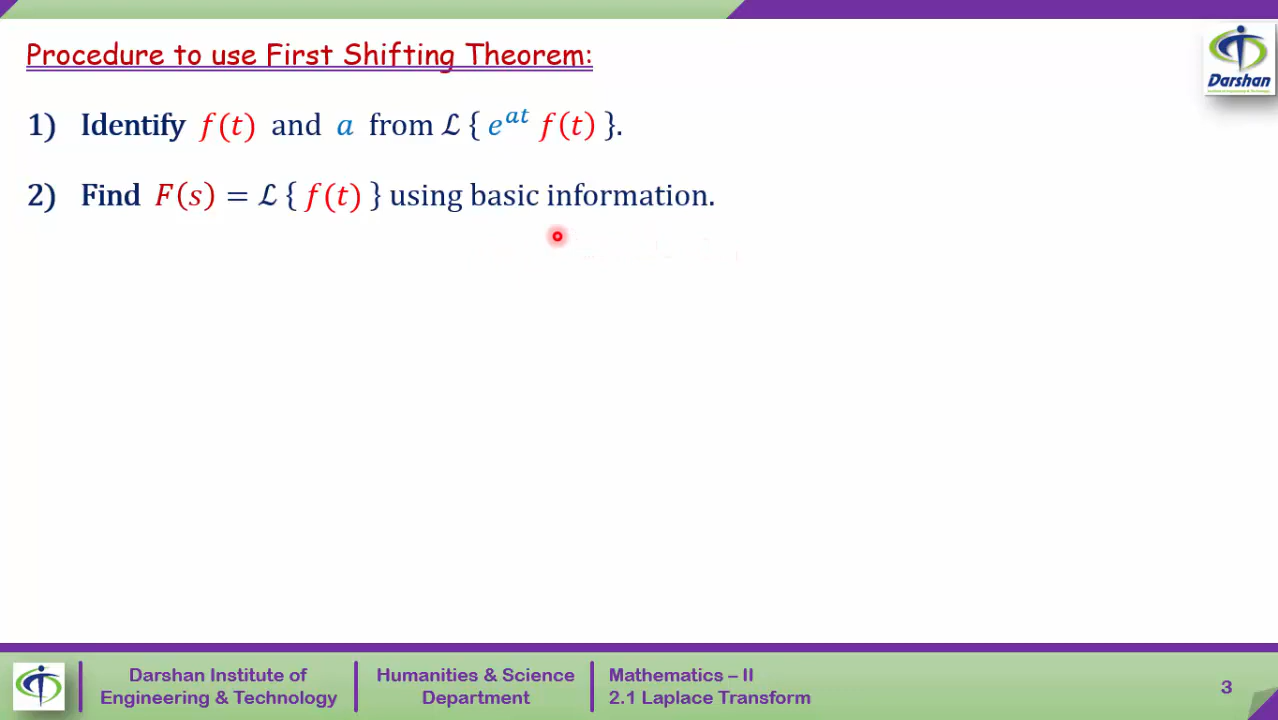 Procedure to use First Shifting Theorem:
Darshan
1) Identify f(t) and a from ℒ { e^{at} f(t) }.
2) Find F(s) = ℒ { f(t) } using basic information.
Darshan Institute of
Engineering & Technology
Humanities & Science
Department
Mathematics – II
2.1 Laplace Transform
3